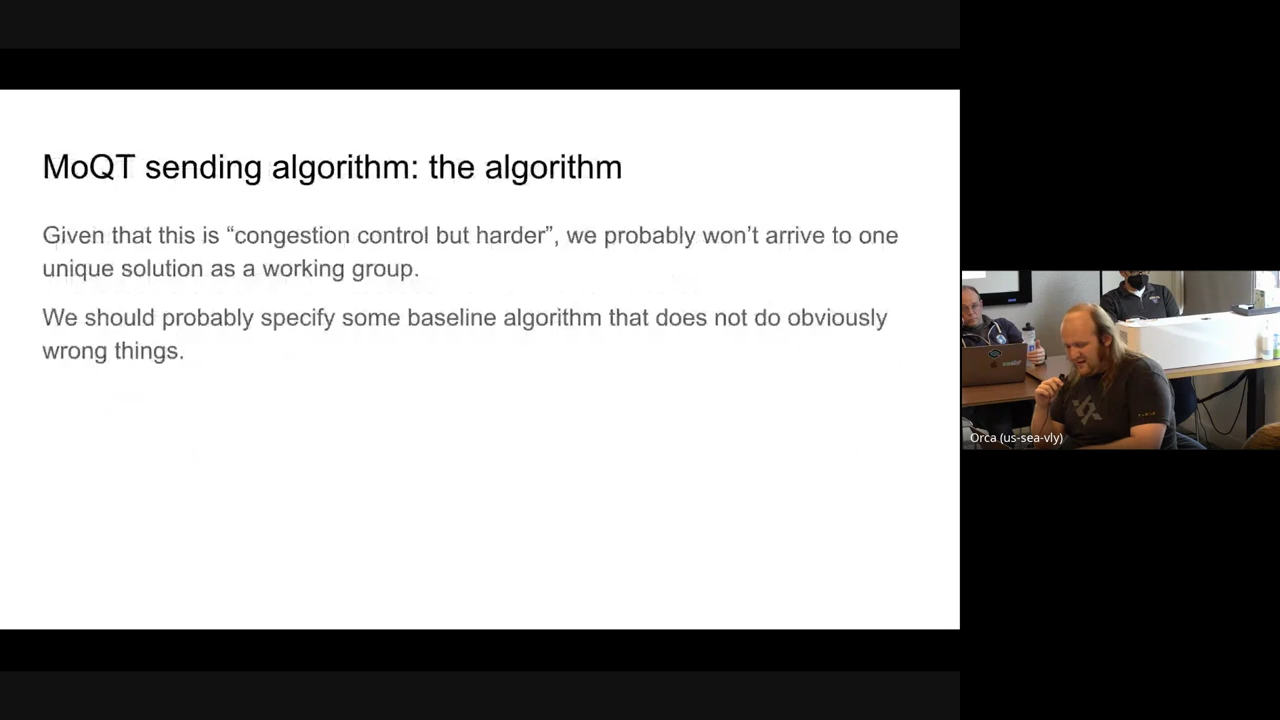 MoQT sending algorithm: the algorithm
Given that this is “congestion control but harder”, we probably won’t arrive to one
unique solution as a working group.
We should probably specify some baseline algorithm that does not do obviously
wrong things.
Orca (us-sea-vly)